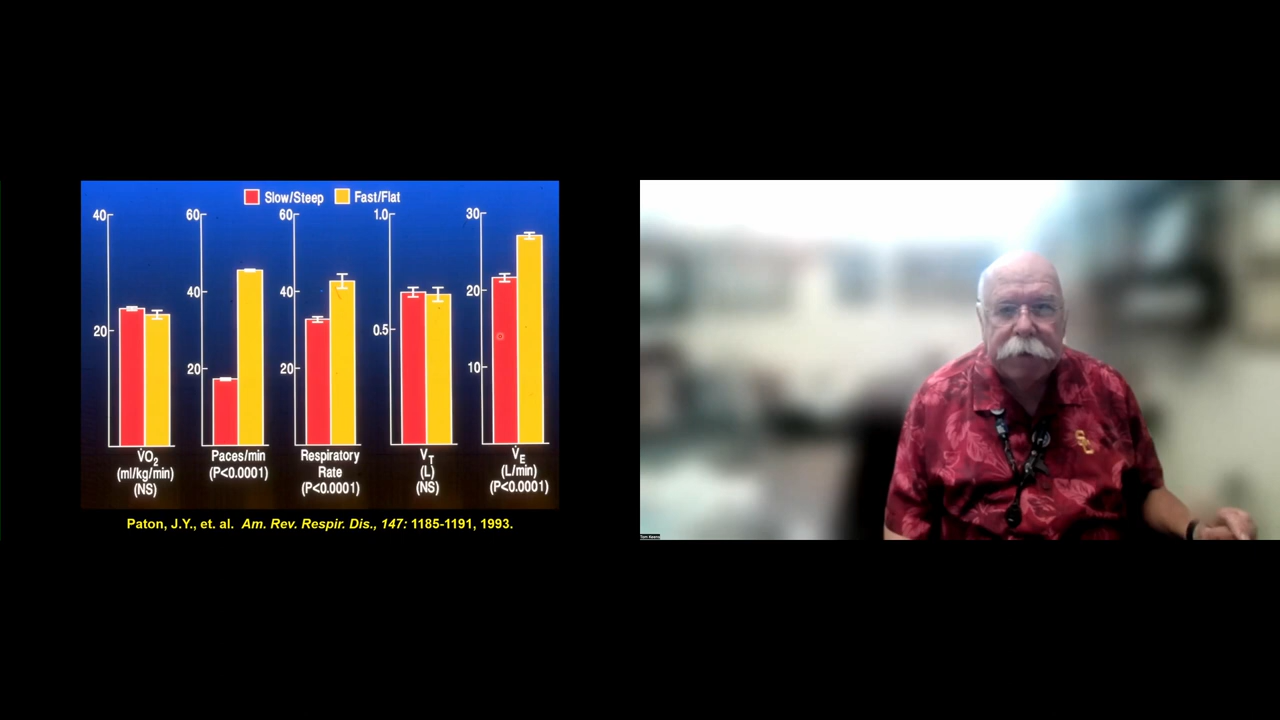 Slow/Steep Fast/Flat
40 60 60 1.0 30
40 40 20
20 0.5
20 20 10
V̇O2
(ml/kg/min)
(NS)
Paces/min
(P<0.0001)
Respiratory
Rate
(P<0.0001)
VT
(L)
(NS)
V̇E
(L/min)
(P<0.0001)
Paton, J.Y., et. al. Am. Rev. Respir. Dis., 147: 1185-1191, 1993.
SC